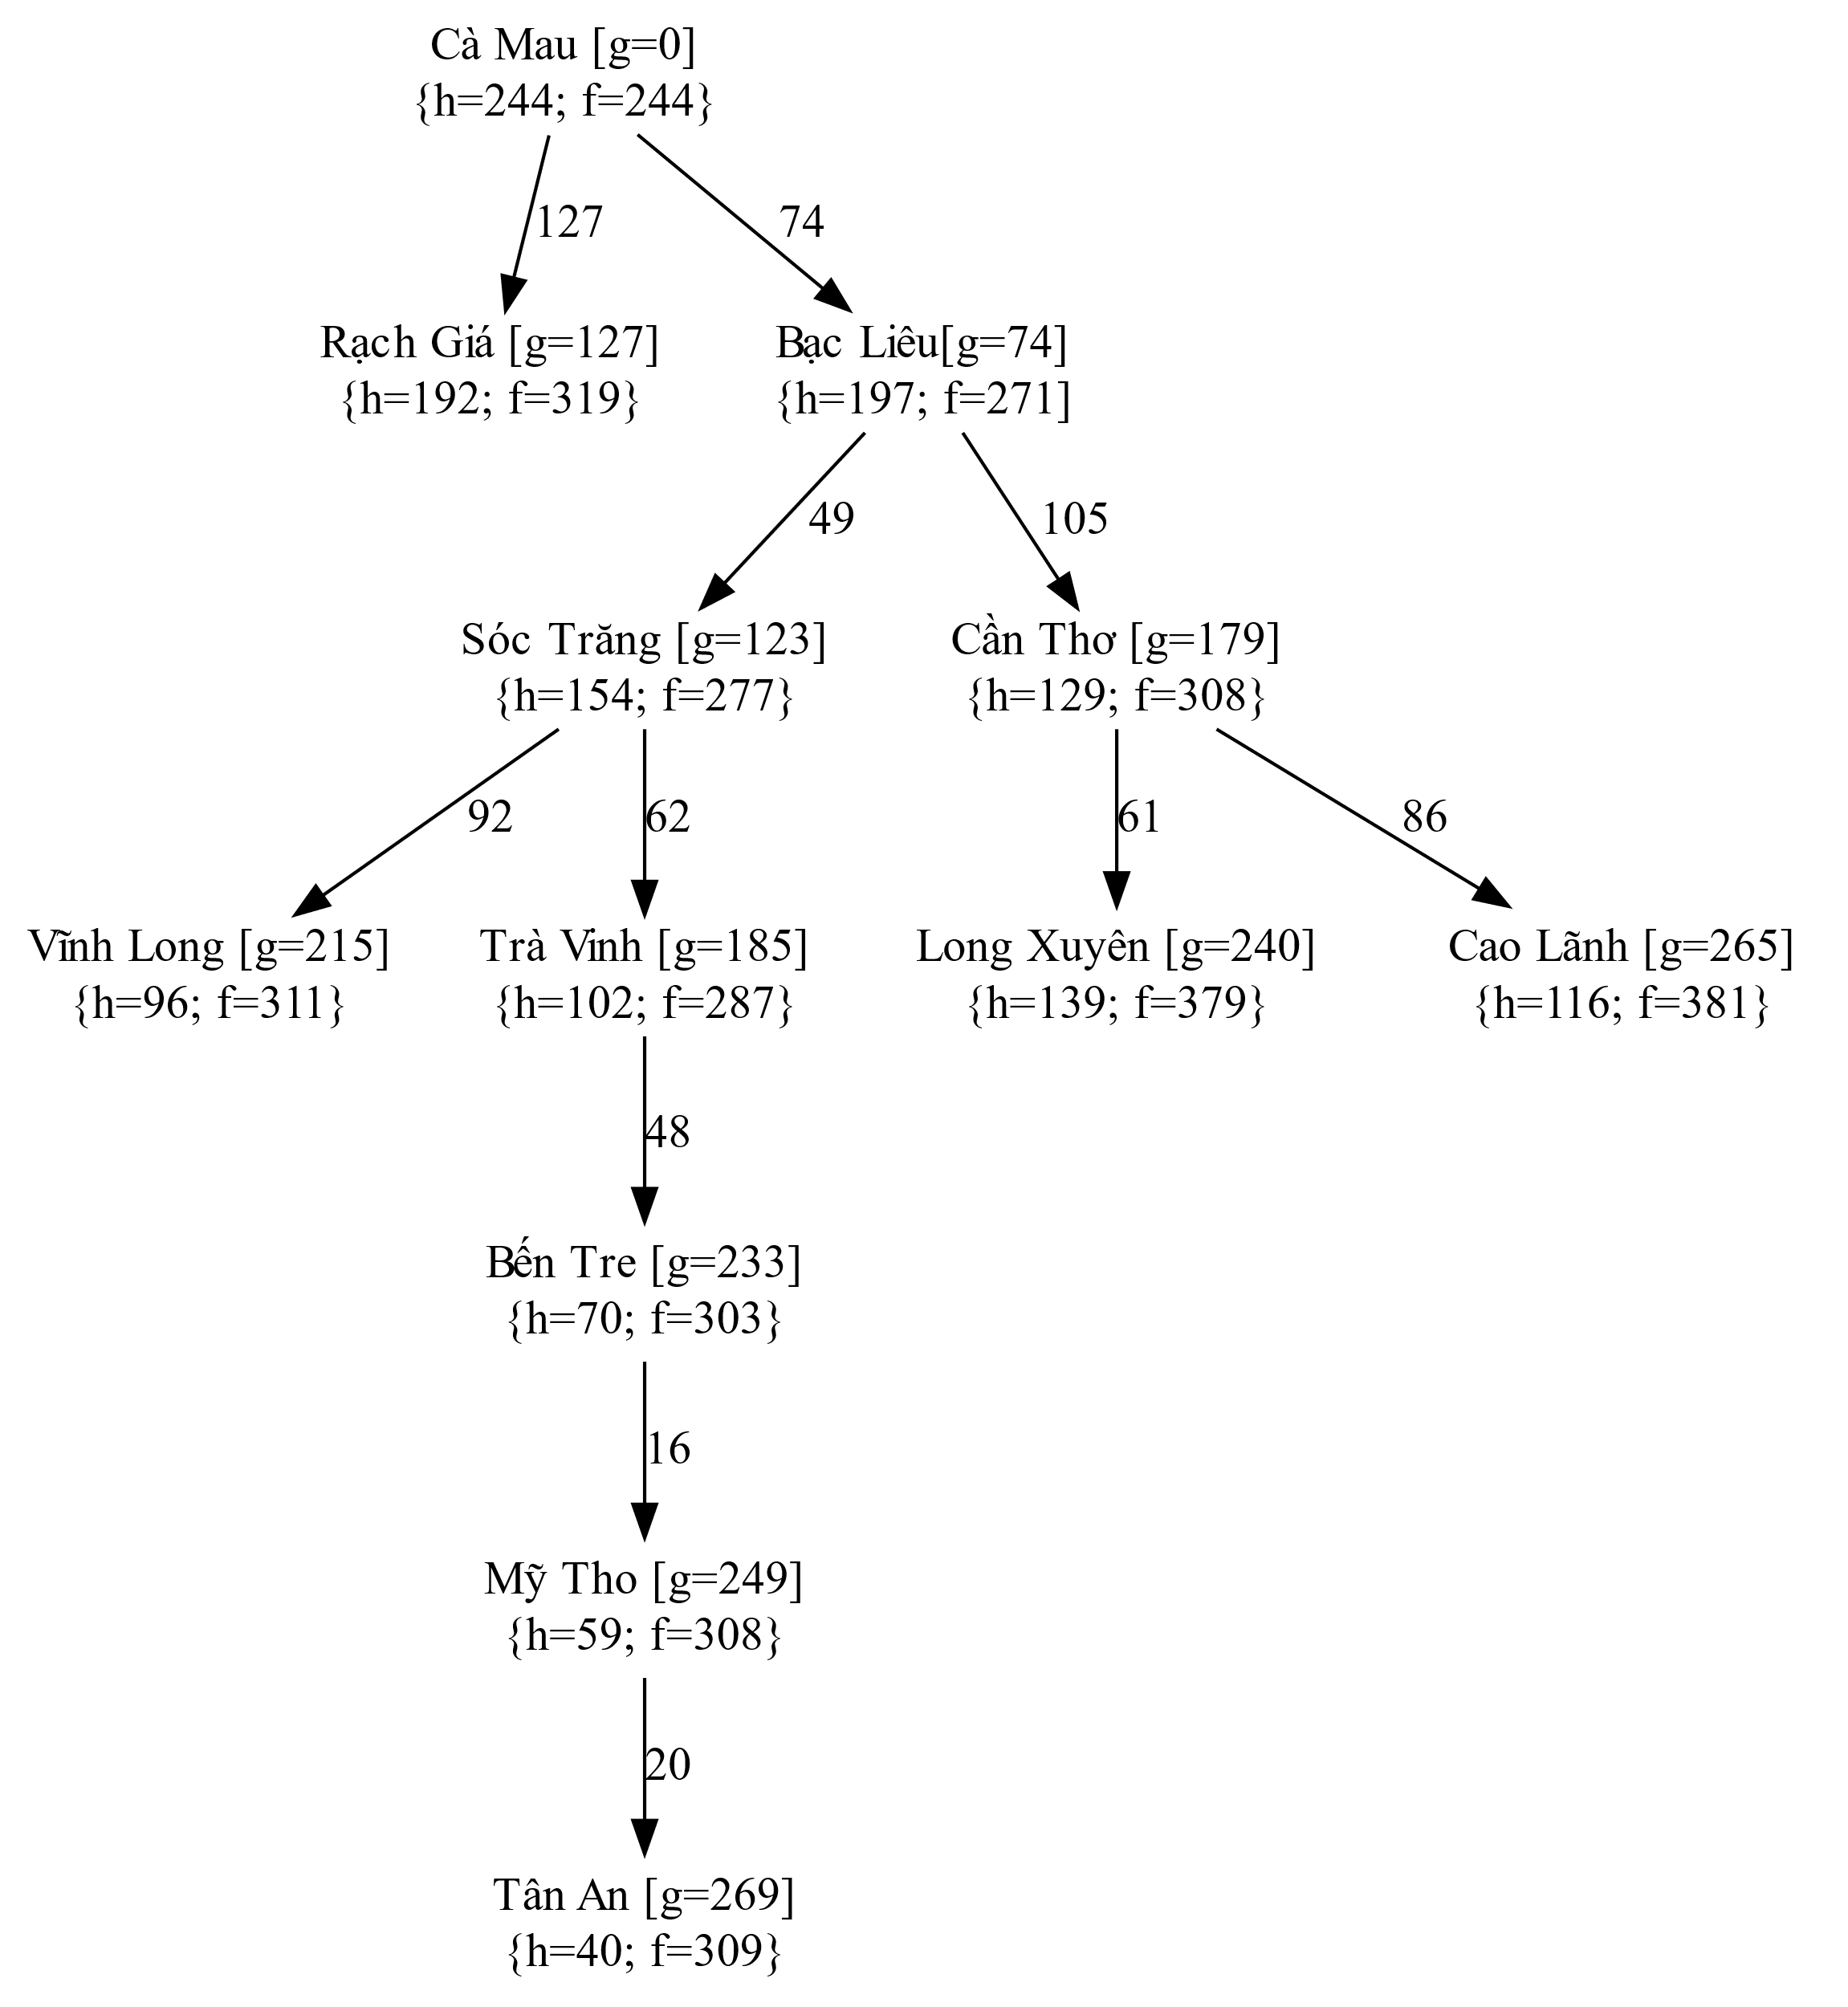 Cà Mau [g=0]
{h=244; f=244}
127
74
Rạch Giá [g=127]
{h=192; f=319}
Bạc Liêu[g=74]
{h=197; f=271]
49
105
Sóc Trăng [g=123]
{h=154; f=277}
Cần Thơ [g=179]
{h=129; f=308}
92
62
61
86
Vĩnh Long [g=215]
{h=96; f=311}
Trà Vinh [g=185]
{h=102; f=287}
Long Xuyên [g=240]
{h=139; f=379}
Cao Lãnh [g=265]
{h=116; f=381}
48
Bến Tre [g=233]
{h=70; f=303}
16
Mỹ Tho [g=249]
{h=59; f=308}
20
Tân An [g=269]
{h=40; f=309}